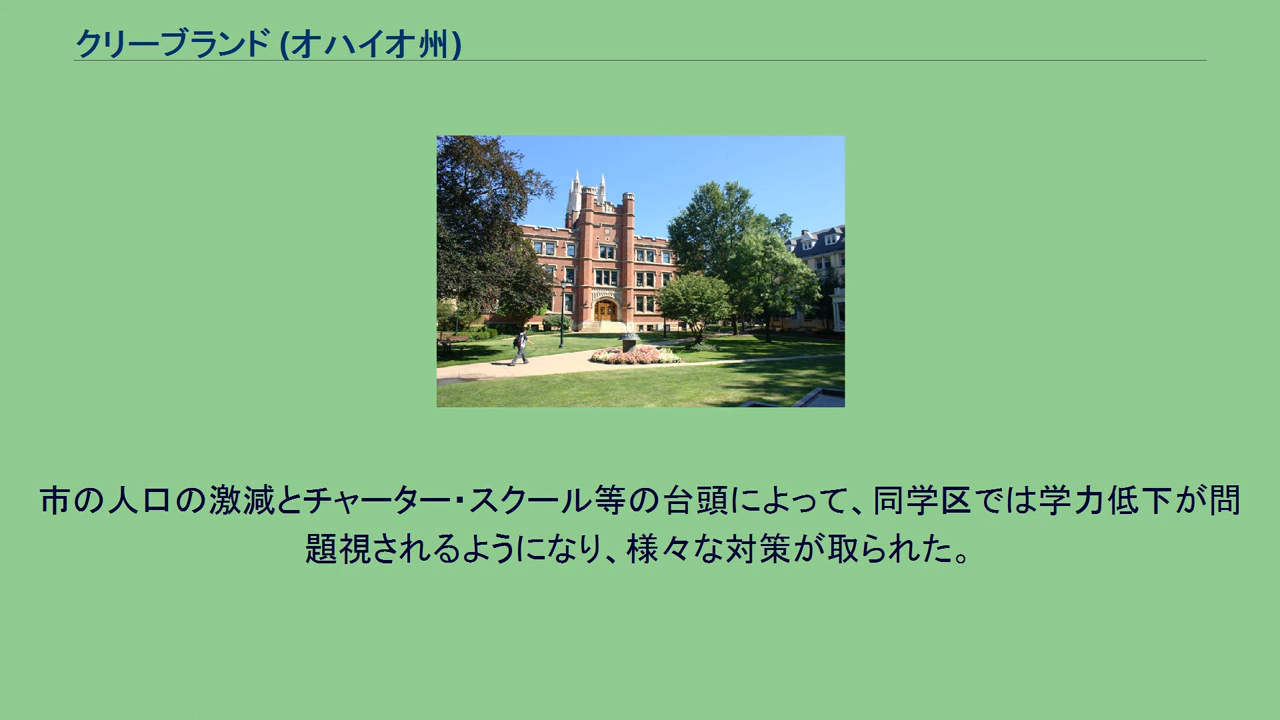 クリーブランド (オハイオ州)
市の人口の激減とチャーター・スクール等の台頭によって、同学区では学力低下が問
題視されるようになり、様々な対策が取られた。